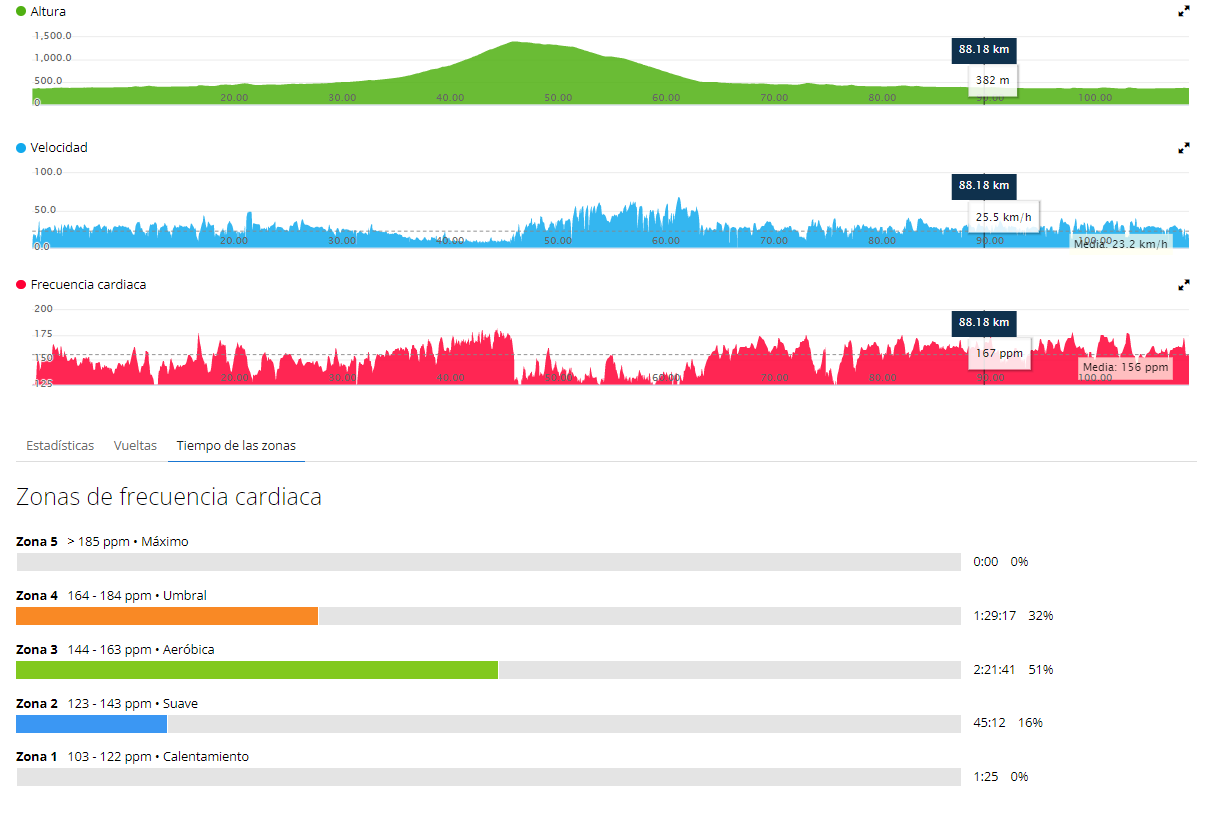 Altura
1,500.0
88.18 km
1,000.0
500.0
382 m
0
20.00 30.00 40.00 50.00 60.00 70.00 80.00 90.00 100.00
Velocidad
100.0
88.18 km
50.0
25.5 km/h
0.0
20.00 30.00 40.00 50.00 60.00 70.00 80.00 90.00 100.00
Media: 23.2 km/h
Frecuencia cardiaca
200
88.18 km
175
150
167 ppm
Media: 156 ppm
125
20.00 30.00 40.00 50.00 60.00 70.00 80.00 90.00 100.00
Estadísticas Vueltas Tiempo de las zonas
Zonas de frecuencia cardiaca
Zona 5 > 185 ppm • Máximo
0:00 0%
Zona 4 164 - 184 ppm • Umbral
1:29:17 32%
Zona 3 144 - 163 ppm • Aeróbica
2:21:41 51%
Zona 2 123 - 143 ppm • Suave
45:12 16%
Zona 1 103 - 122 ppm • Calentamiento
1:25 0%